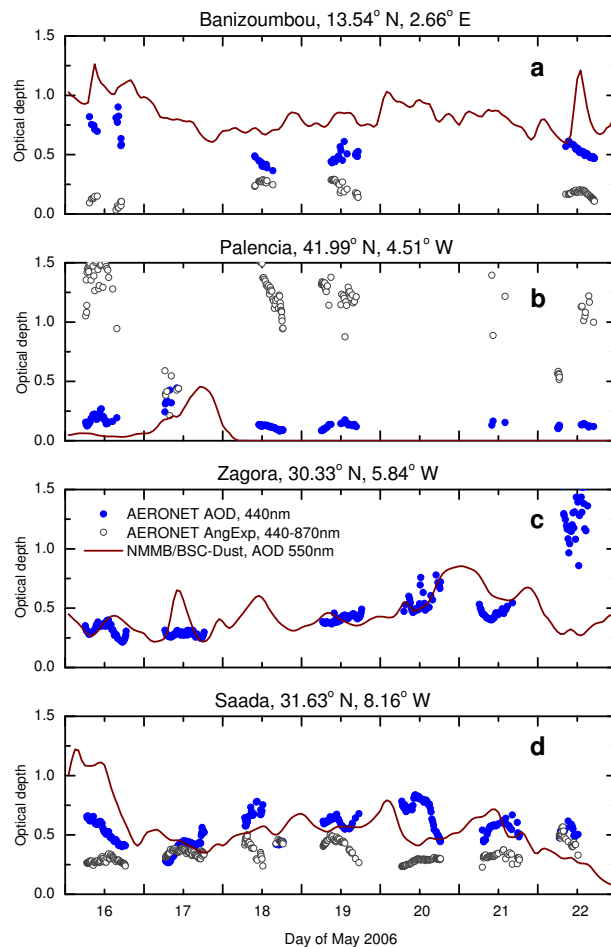 Banizoumbou, 13.54° N, 2.66° E
1.5
a
1.0
0.5
0.0
Optical depth
Palencia, 41.99° N, 4.51° W
1.5
b
1.0
0.5
0.0
Optical depth
Zagora, 30.33° N, 5.84° W
1.5
AERONET AOD, 440nm
c
AERONET AngExp, 440-870nm
NMMB/BSC-Dust, AOD 550nm
1.0
0.5
0.0
Optical depth
Saada, 31.63° N, 8.16° W
1.5
d
1.0
0.5
0.0
Optical depth
16 17 18 19 20 21 22
Day of May 2006